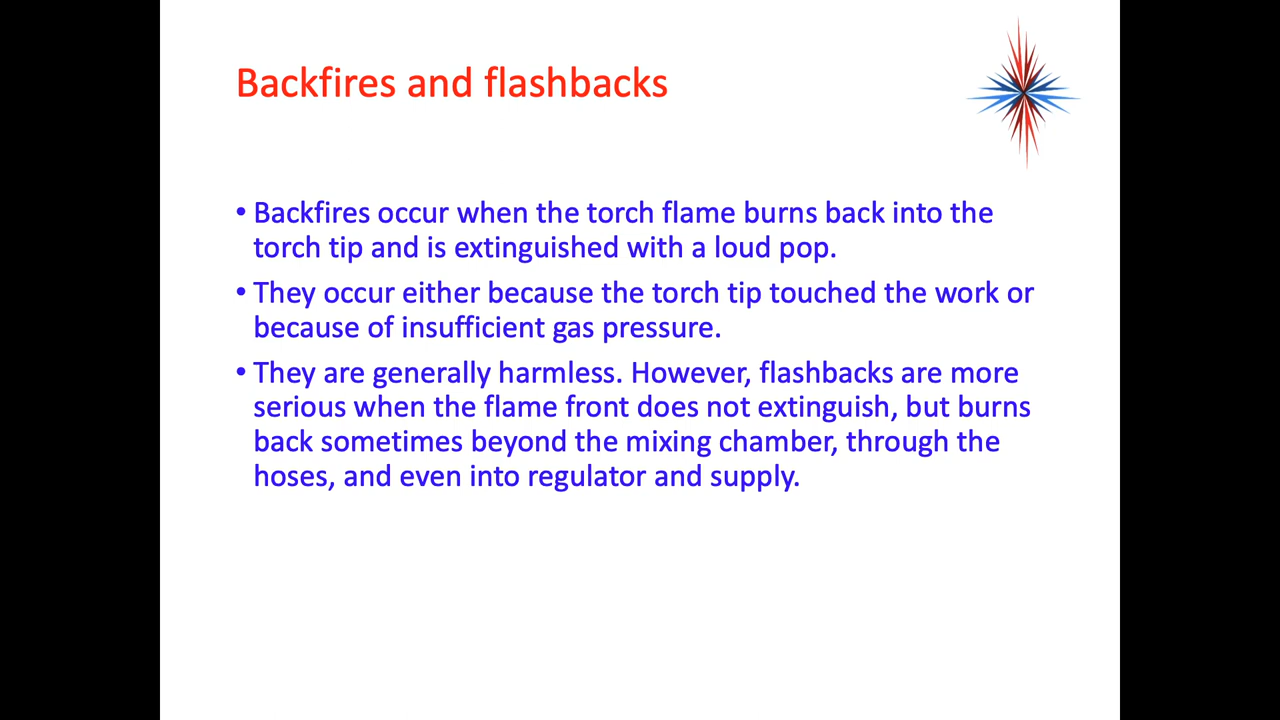 Backfires and flashbacks
• Backfires occur when the torch flame burns back into the
torch tip and is extinguished with a loud pop.
• They occur either because the torch tip touched the work or
because of insufficient gas pressure.
• They are generally harmless. However, flashbacks are more
serious when the flame front does not extinguish, but burns
back sometimes beyond the mixing chamber, through the
hoses, and even into regulator and supply.